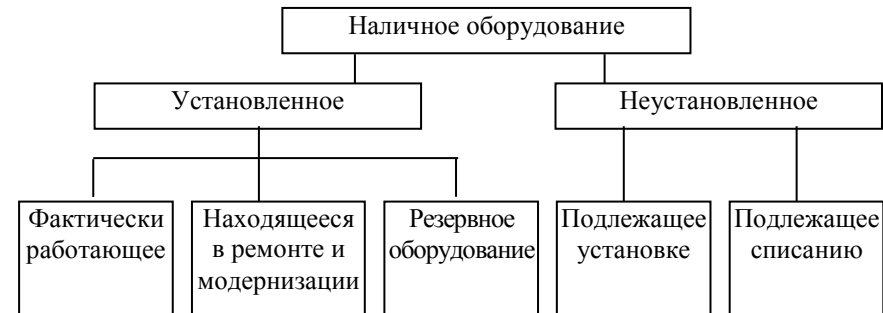 Наличное оборудование
Установленное
Неустановленное
Фактически
работающее
Находящееся
в ремонте и
модернизации
Резервное
оборудование
Подлежащее
установке
Подлежащее
списанию